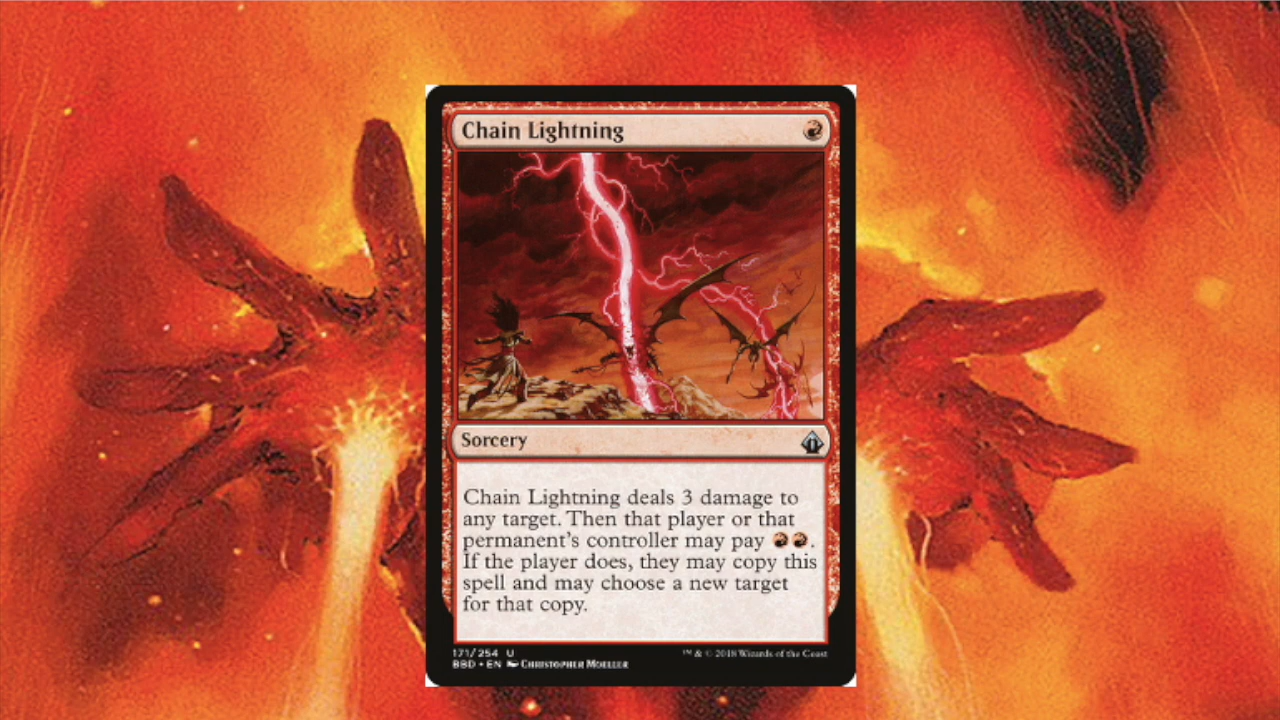 Chain Lightning
Sorcery
Chain Lightning deals 3 damage to
any target. Then that player or that
permanent's controller may pay .
If the player does, they may copy this
spell and may choose a new target
for that copy.
171/254 U
BBD • EN Christopher Moeller
™ & © 2018 Wizards of the Coast